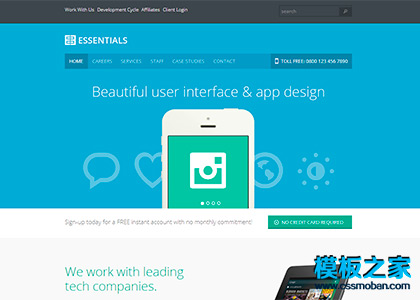 Work With Us Development Cycle Affiliates Client Login
search
ESSENTIALS
HOME CAREERS SERVICES STAFF CASE STUDIES CONTACT
TOLL FREE: 0800 123 456 7890
Beautiful user interface & app design
Sign-up today for a FREE instant account with no monthly commitment!
NO CREDIT CARD REQUIRED
We work with leading
tech companies.
模板之家
www.cssmoban.com